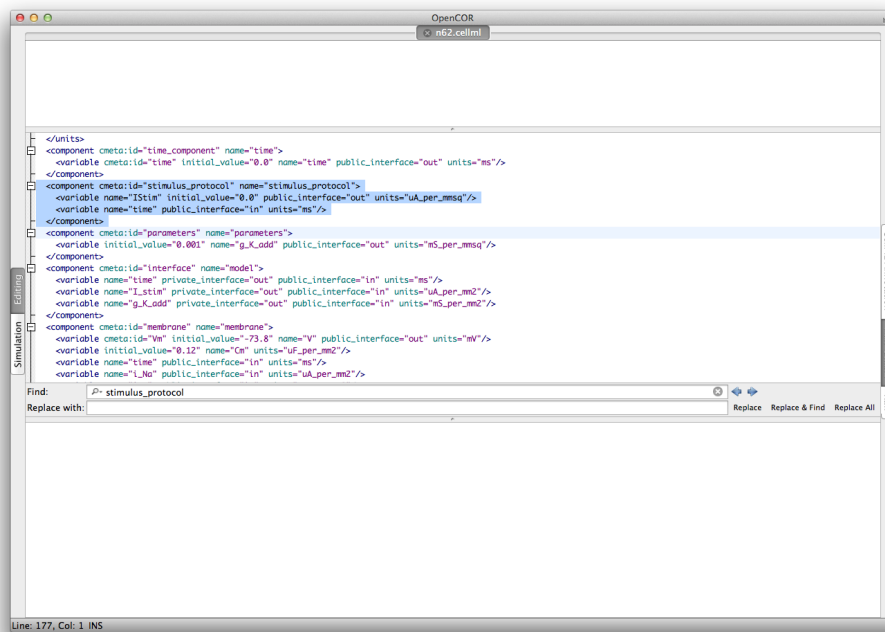 OpenCOR
n62.cellml
</units>
<component cmeta:id="time_component" name="time">
<variable cmeta:id="time" initial_value="0.0" name="time" public_interface="out" units="ms"/>
</component>
<component cmeta:id="stimulus_protocol" name="stimulus_protocol">
<variable name="IStim" initial_value="0.0" public_interface="out" units="uA_per_mmsq"/>
<variable name="time" public_interface="in" units="ms"/>
</component>
<component cmeta:id="parameters" name="parameters">
<variable initial_value="0.001" name="g_K_add" public_interface="out" units="mS_per_mmsq"/>
</component>
<component cmeta:id="interface" name="model">
<variable name="time" private_interface="out" public_interface="in" units="ms"/>
<variable name="I_stim" private_interface="out" public_interface="in" units="uA_per_mm2"/>
<variable name="g_K_add" private_interface="out" public_interface="in" units="mS_per_mm2"/>
</component>
<component cmeta:id="membrane" name="membrane">
<variable cmeta:id="Vm" initial_value="-73.8" name="V" public_interface="out" units="mV"/>
<variable initial_value="0.12" name="Cm" units="uF_per_mm2"/>
<variable name="time" public_interface="in" units="ms"/>
<variable name="i_Na" public_interface="in" units="uA_per_mm2"/>
Editing
Simulation
Find: stimulus_protocol
Replace with: Replace Replace & Find Replace All
Line: 177, Col: 1 INS